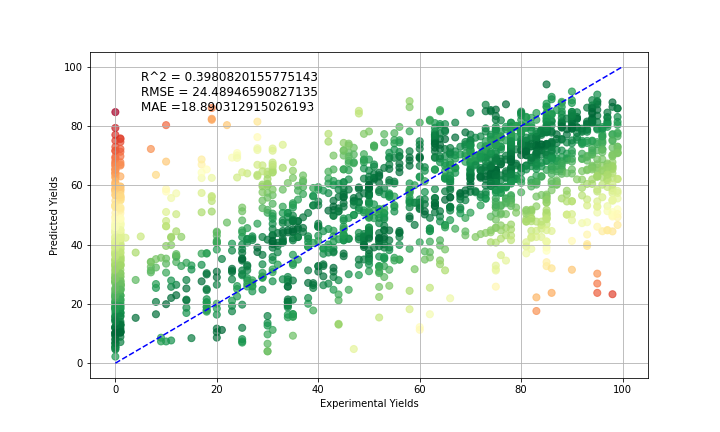 R^2 = 0.3980820155775143
RMSE = 24.48946590827135
MAE =18.890312915026193
100
80
60
40
20
0
Predicted Yields
0 20 40 60 80 100
Experimental Yields